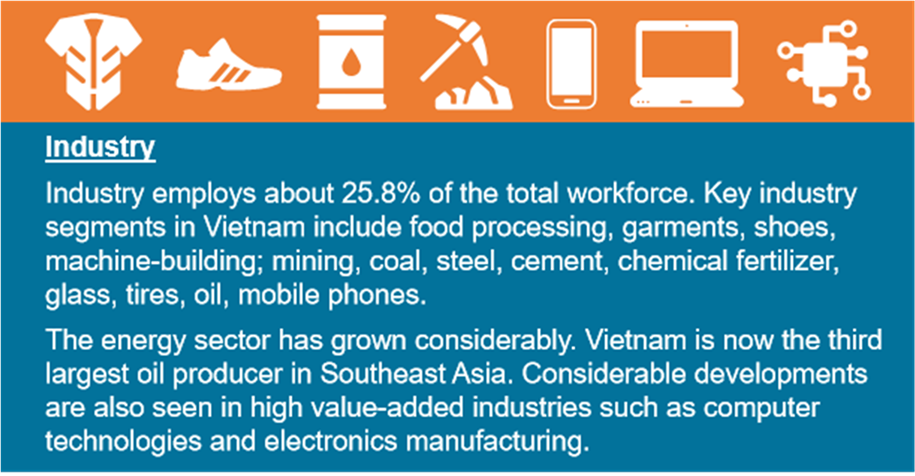 Industry
Industry employs about 25.8% of the total workforce. Key industry
segments in Vietnam include food processing, garments, shoes,
machine-building; mining, coal, steel, cement, chemical fertilizer,
glass, tires, oil, mobile phones.
The energy sector has grown considerably. Vietnam is now the third
largest oil producer in Southeast Asia. Considerable developments
are also seen in high value-added industries such as computer
technologies and electronics manufacturing.